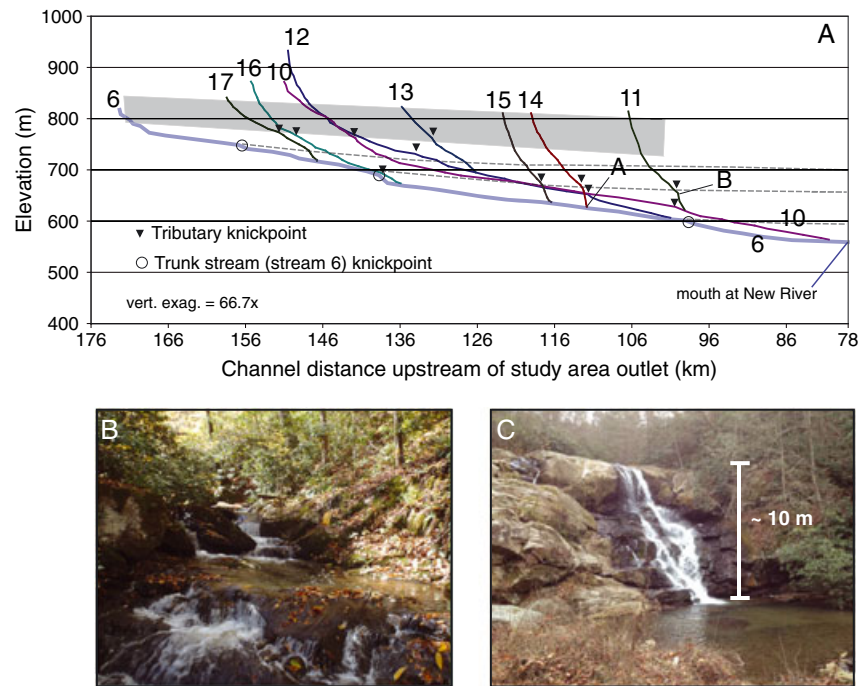 A
1000
900
800
700
600
500
400
Elevation (m)
6
17
16
10
12
13
15
14
11
A
B
10
6
Tributary knickpoint
Trunk stream (stream 6) knickpoint
vert. exag. = 66.7x
mouth at New River
176 166 156 146 136 126 116 106 96 86 78
Channel distance upstream of study area outlet (km)
B
C
~ 10 m